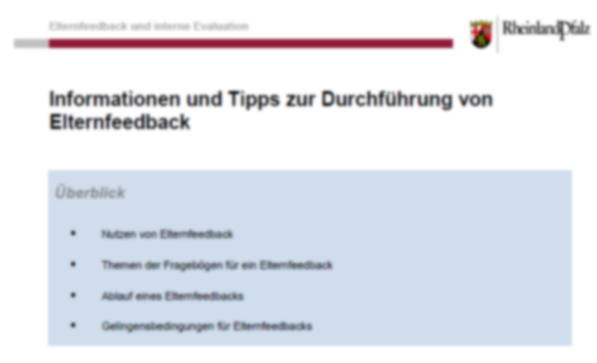 Elternfeedback und interne Evaluation
RheinlandPfalz
Informationen und Tipps zur Durchführung von
Elternfeedback
Überblick
▪ Nutzen von Elternfeedback
▪ Themen der Fragebögen für ein Elternfeedback
▪ Ablauf eines Elternfeedbacks
▪ Gelingensbedingungen für Elternfeedbacks